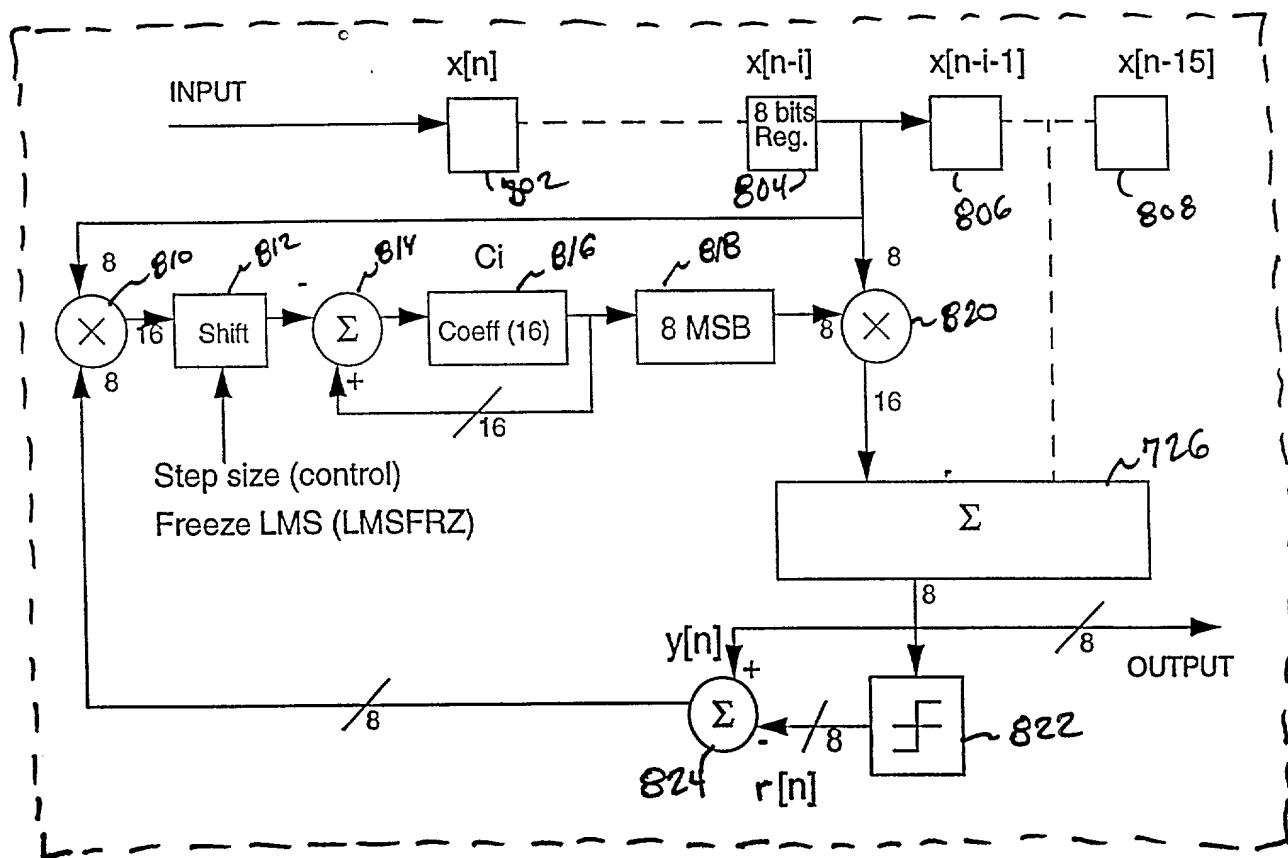 x[n]
x[n-i]
x[n-i-1]
x[n-15]
INPUT
8 bits
Reg.
802
804
806
808
8
810
812
-
814
Ci
816
818
8
×
16
Shift
Σ
Coeff (16)
8 MSB
8
×
820
8
+
16
16
Step size (control)
Freeze LMS (LMSFRZ)
726
Σ
8
y[n]
+
8
OUTPUT
8
Σ
-
8
822
824
r[n]